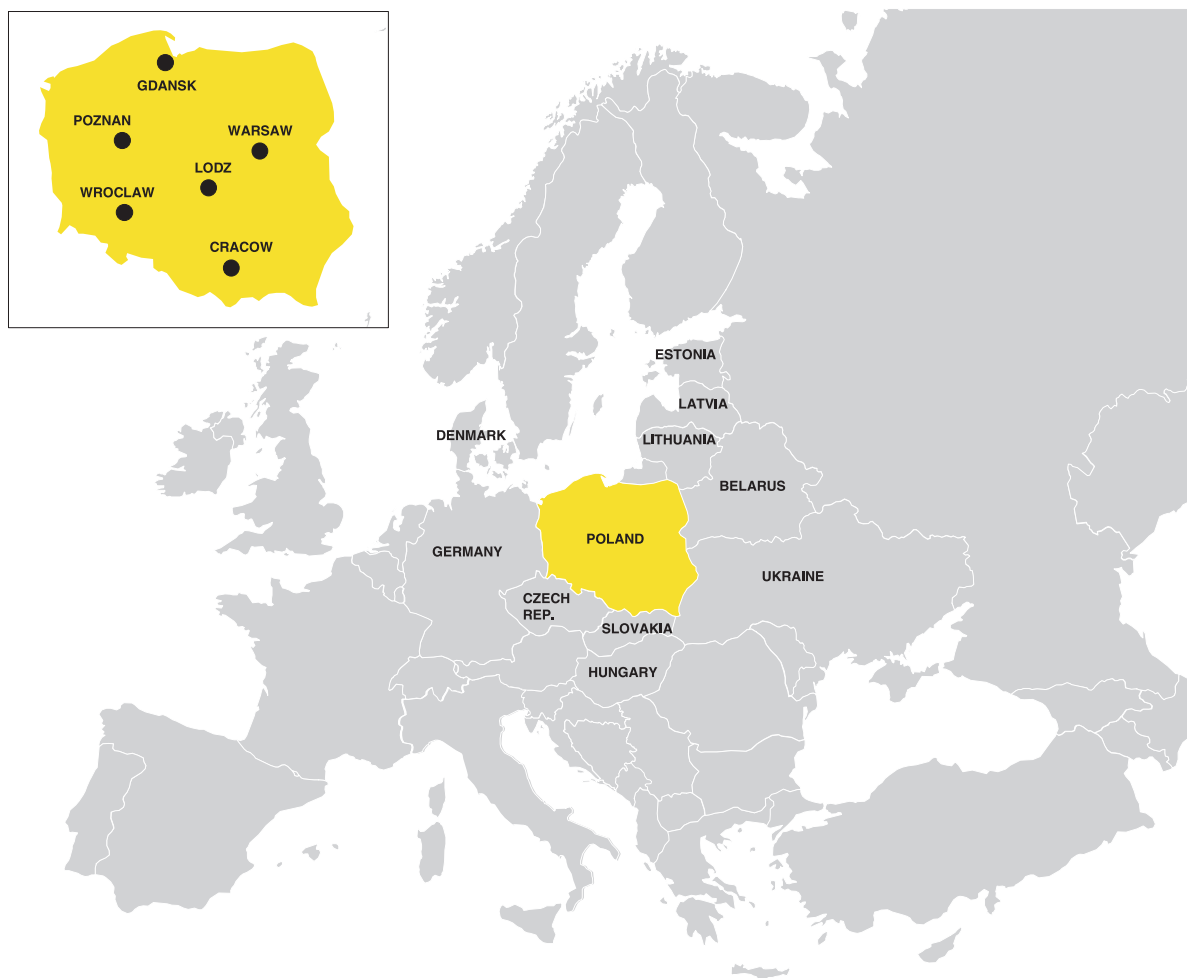 GDANSK
POZNAN
WARSAW
LODZ
WROCLAW
CRACOW
ESTONIA
LATVIA
DENMARK
LITHUANIA
BELARUS
POLAND
GERMANY
UKRAINE
CZECH
REP.
SLOVAKIA
HUNGARY